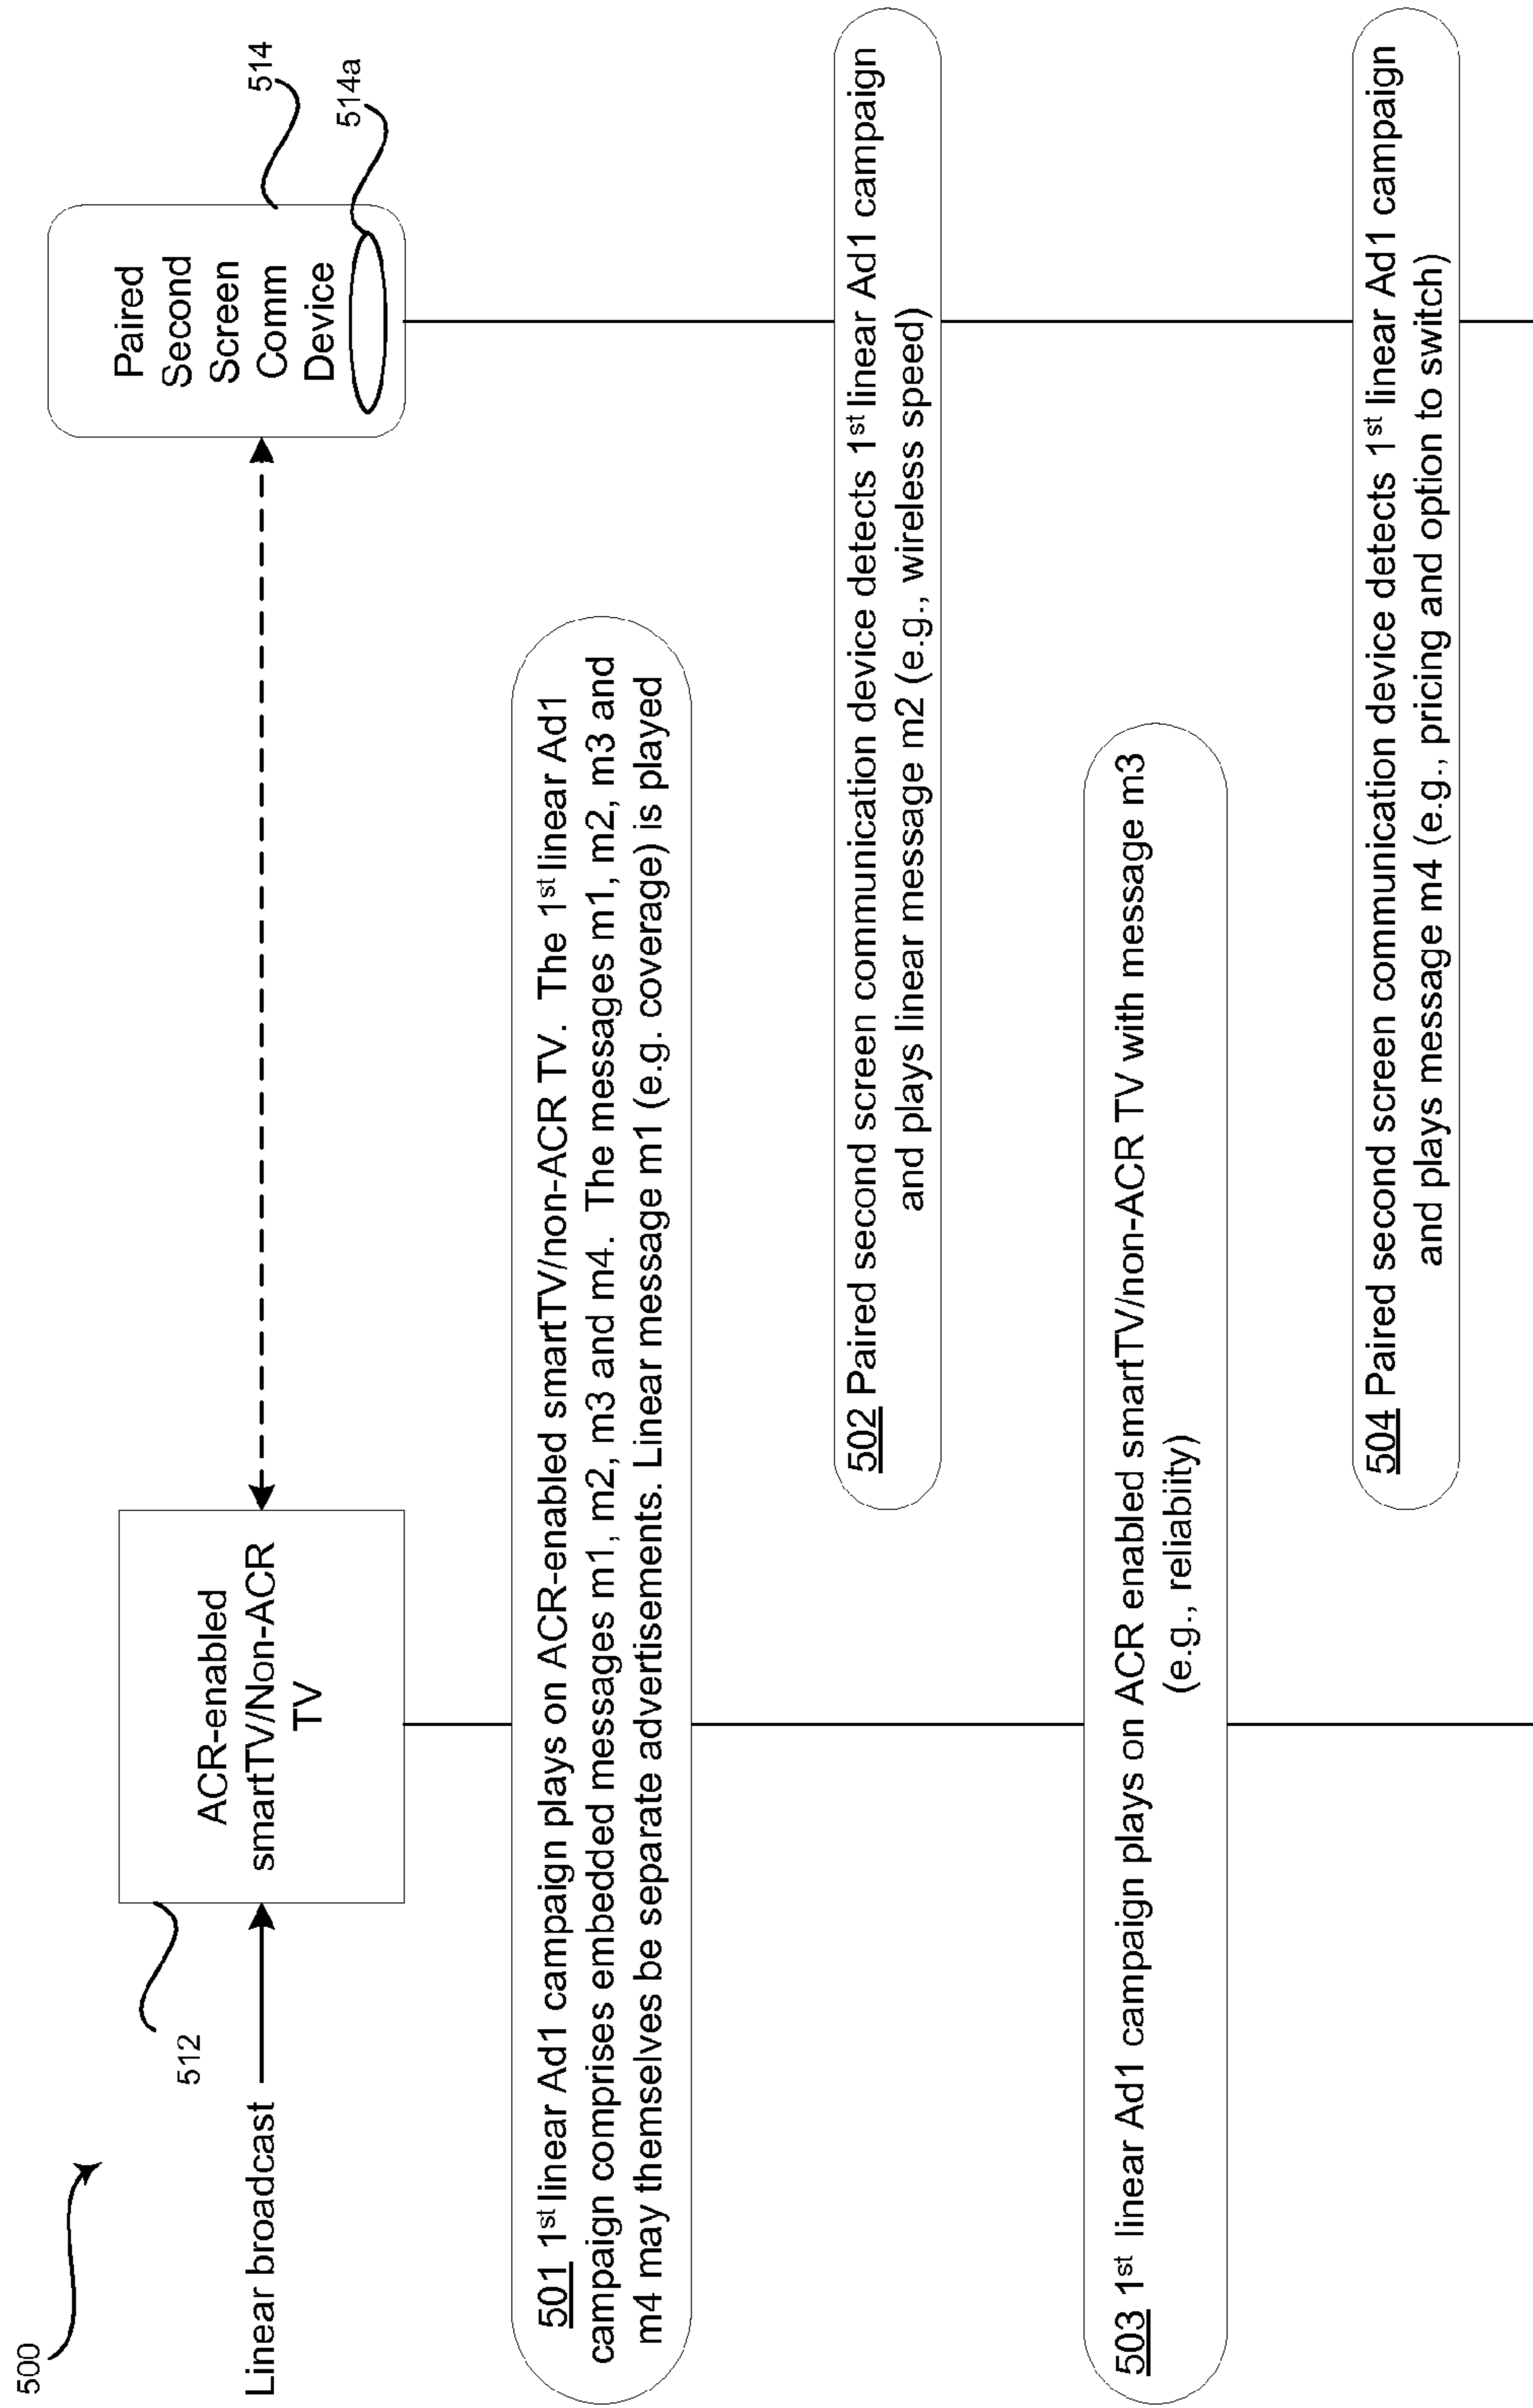 500
Linear broadcast
512
ACR-enabled
smartTV/Non-ACR
TV
Paired
Second
Screen
Comm
Device
514
514a
501 1st linear Ad1 campaign plays on ACR-enabled smartTV/non-ACR TV. The 1st linear Ad1
campaign comprises embedded messages m1, m2, m3 and m4. The messages m1, m2, m3 and
m4 may themselves be separate advertisements. Linear message m1 (e.g. coverage) is played
502 Paired second screen communication device detects 1st linear Ad1 campaign
and plays linear message m2 (e.g., wireless speed)
503 1st linear Ad1 campaign plays on ACR enabled smartTV/non-ACR TV with message m3
(e.g., reliability)
504 Paired second screen communication device detects 1st linear Ad1 campaign
and plays message m4 (e.g., pricing and option to switch)